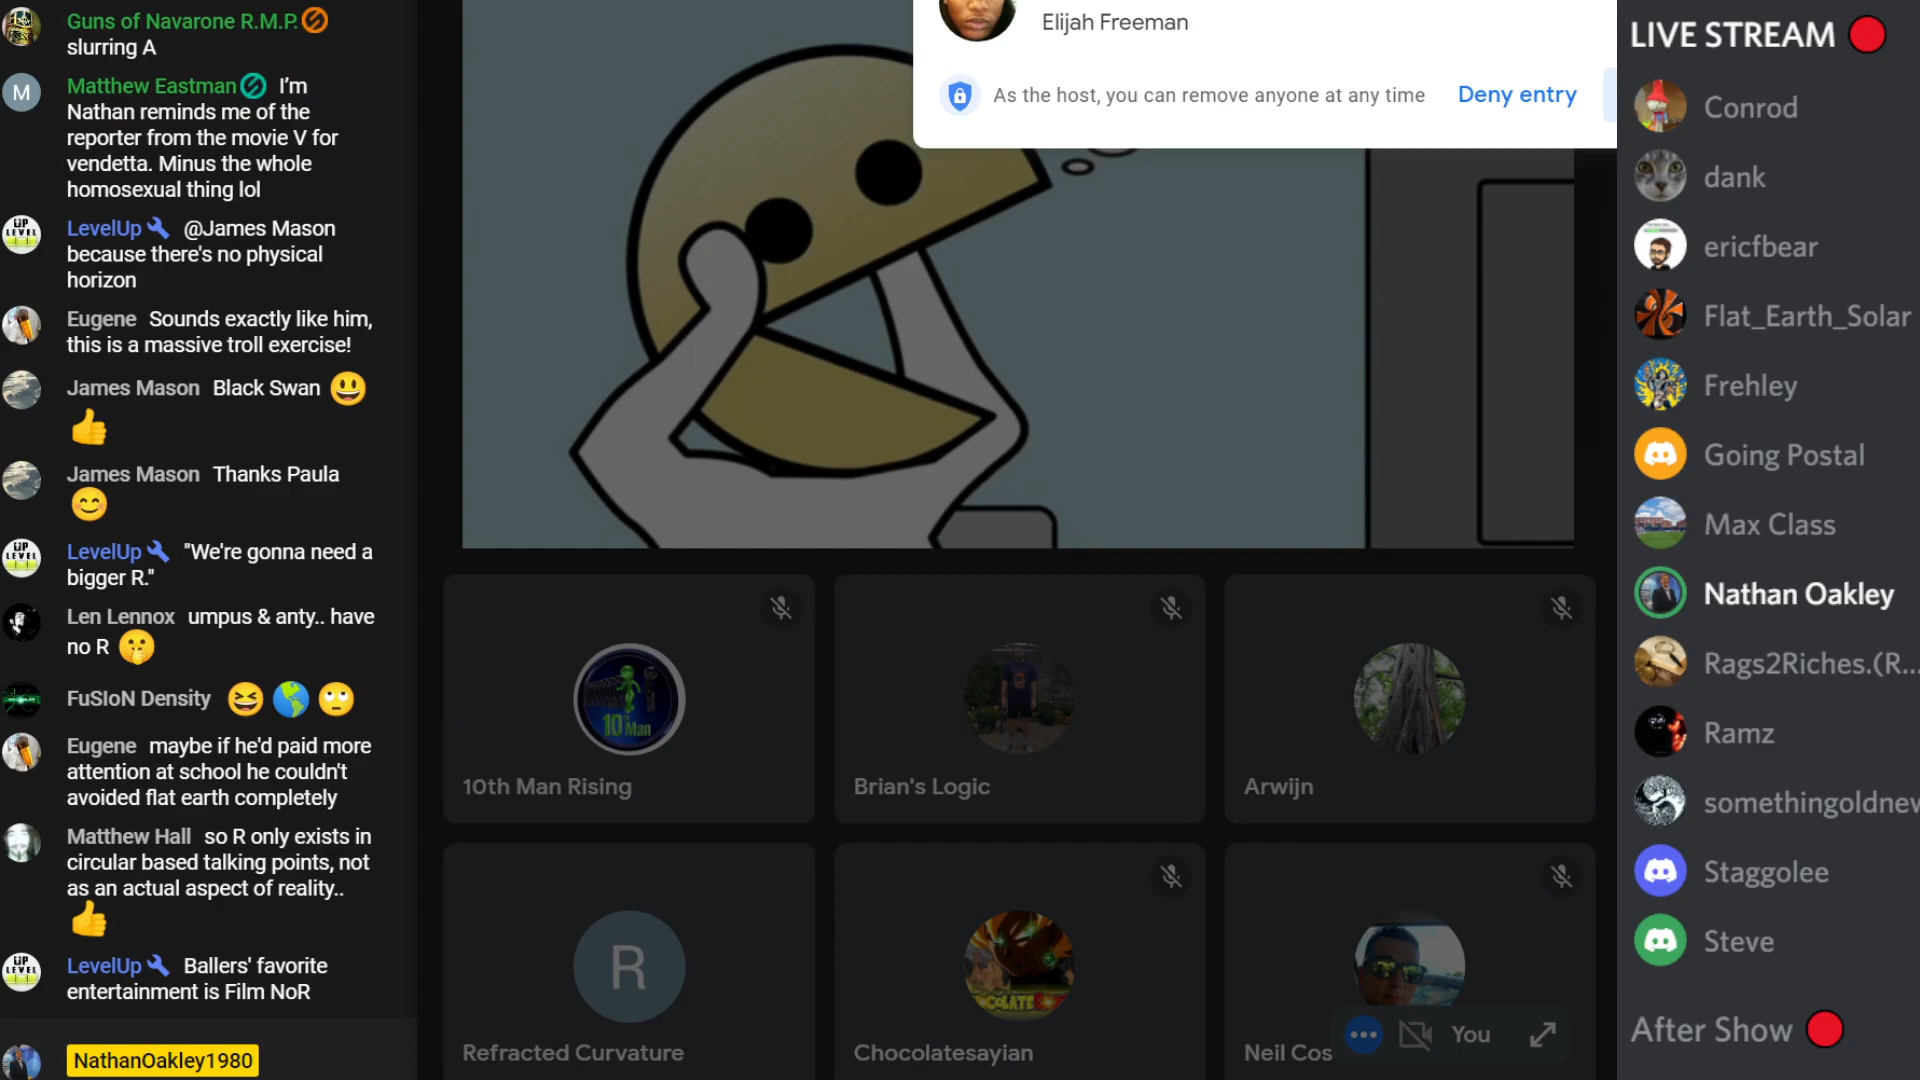 Guns of Navarone R.M.P.
slurring A
Matthew Eastman I'm
Nathan reminds me of the
reporter from the movie V for
vendetta. Minus the whole
homosexual thing lol
LevelUp @James Mason
because there's no physical
horizon
Eugene Sounds exactly like him,
this is a massive troll exercise!
James Mason Black Swan 😃
👍
James Mason Thanks Paula
😊
LevelUp "We're gonna need a
bigger R."
Len Lennox umpus & anty.. have
no R 🤫
FuSIoN Density 😆 🌎 🙄
Eugene maybe if he'd paid more
attention at school he couldn't
avoided flat earth completely
Matthew Hall so R only exists in
circular based talking points, not
as an actual aspect of reality..
👍
LevelUp Ballers' favorite
entertainment is Film NoR
NathanOakley1980
M
UP
LEVEL
Elijah Freeman
As the host, you can remove anyone at any time
Deny entry
10th Man
10th Man Rising
Brian's Logic
Arwijn
R
Refracted Curvature
Chocolatesayian
Neil Cos
You
LIVE STREAM
Conrod
dank
ericfbear
Flat_Earth_Solar
Frehley
Going Postal
Max Class
Nathan Oakley
Rags2Riches.(R...
Ramz
somethingoldnew
Staggolee
Steve
After Show